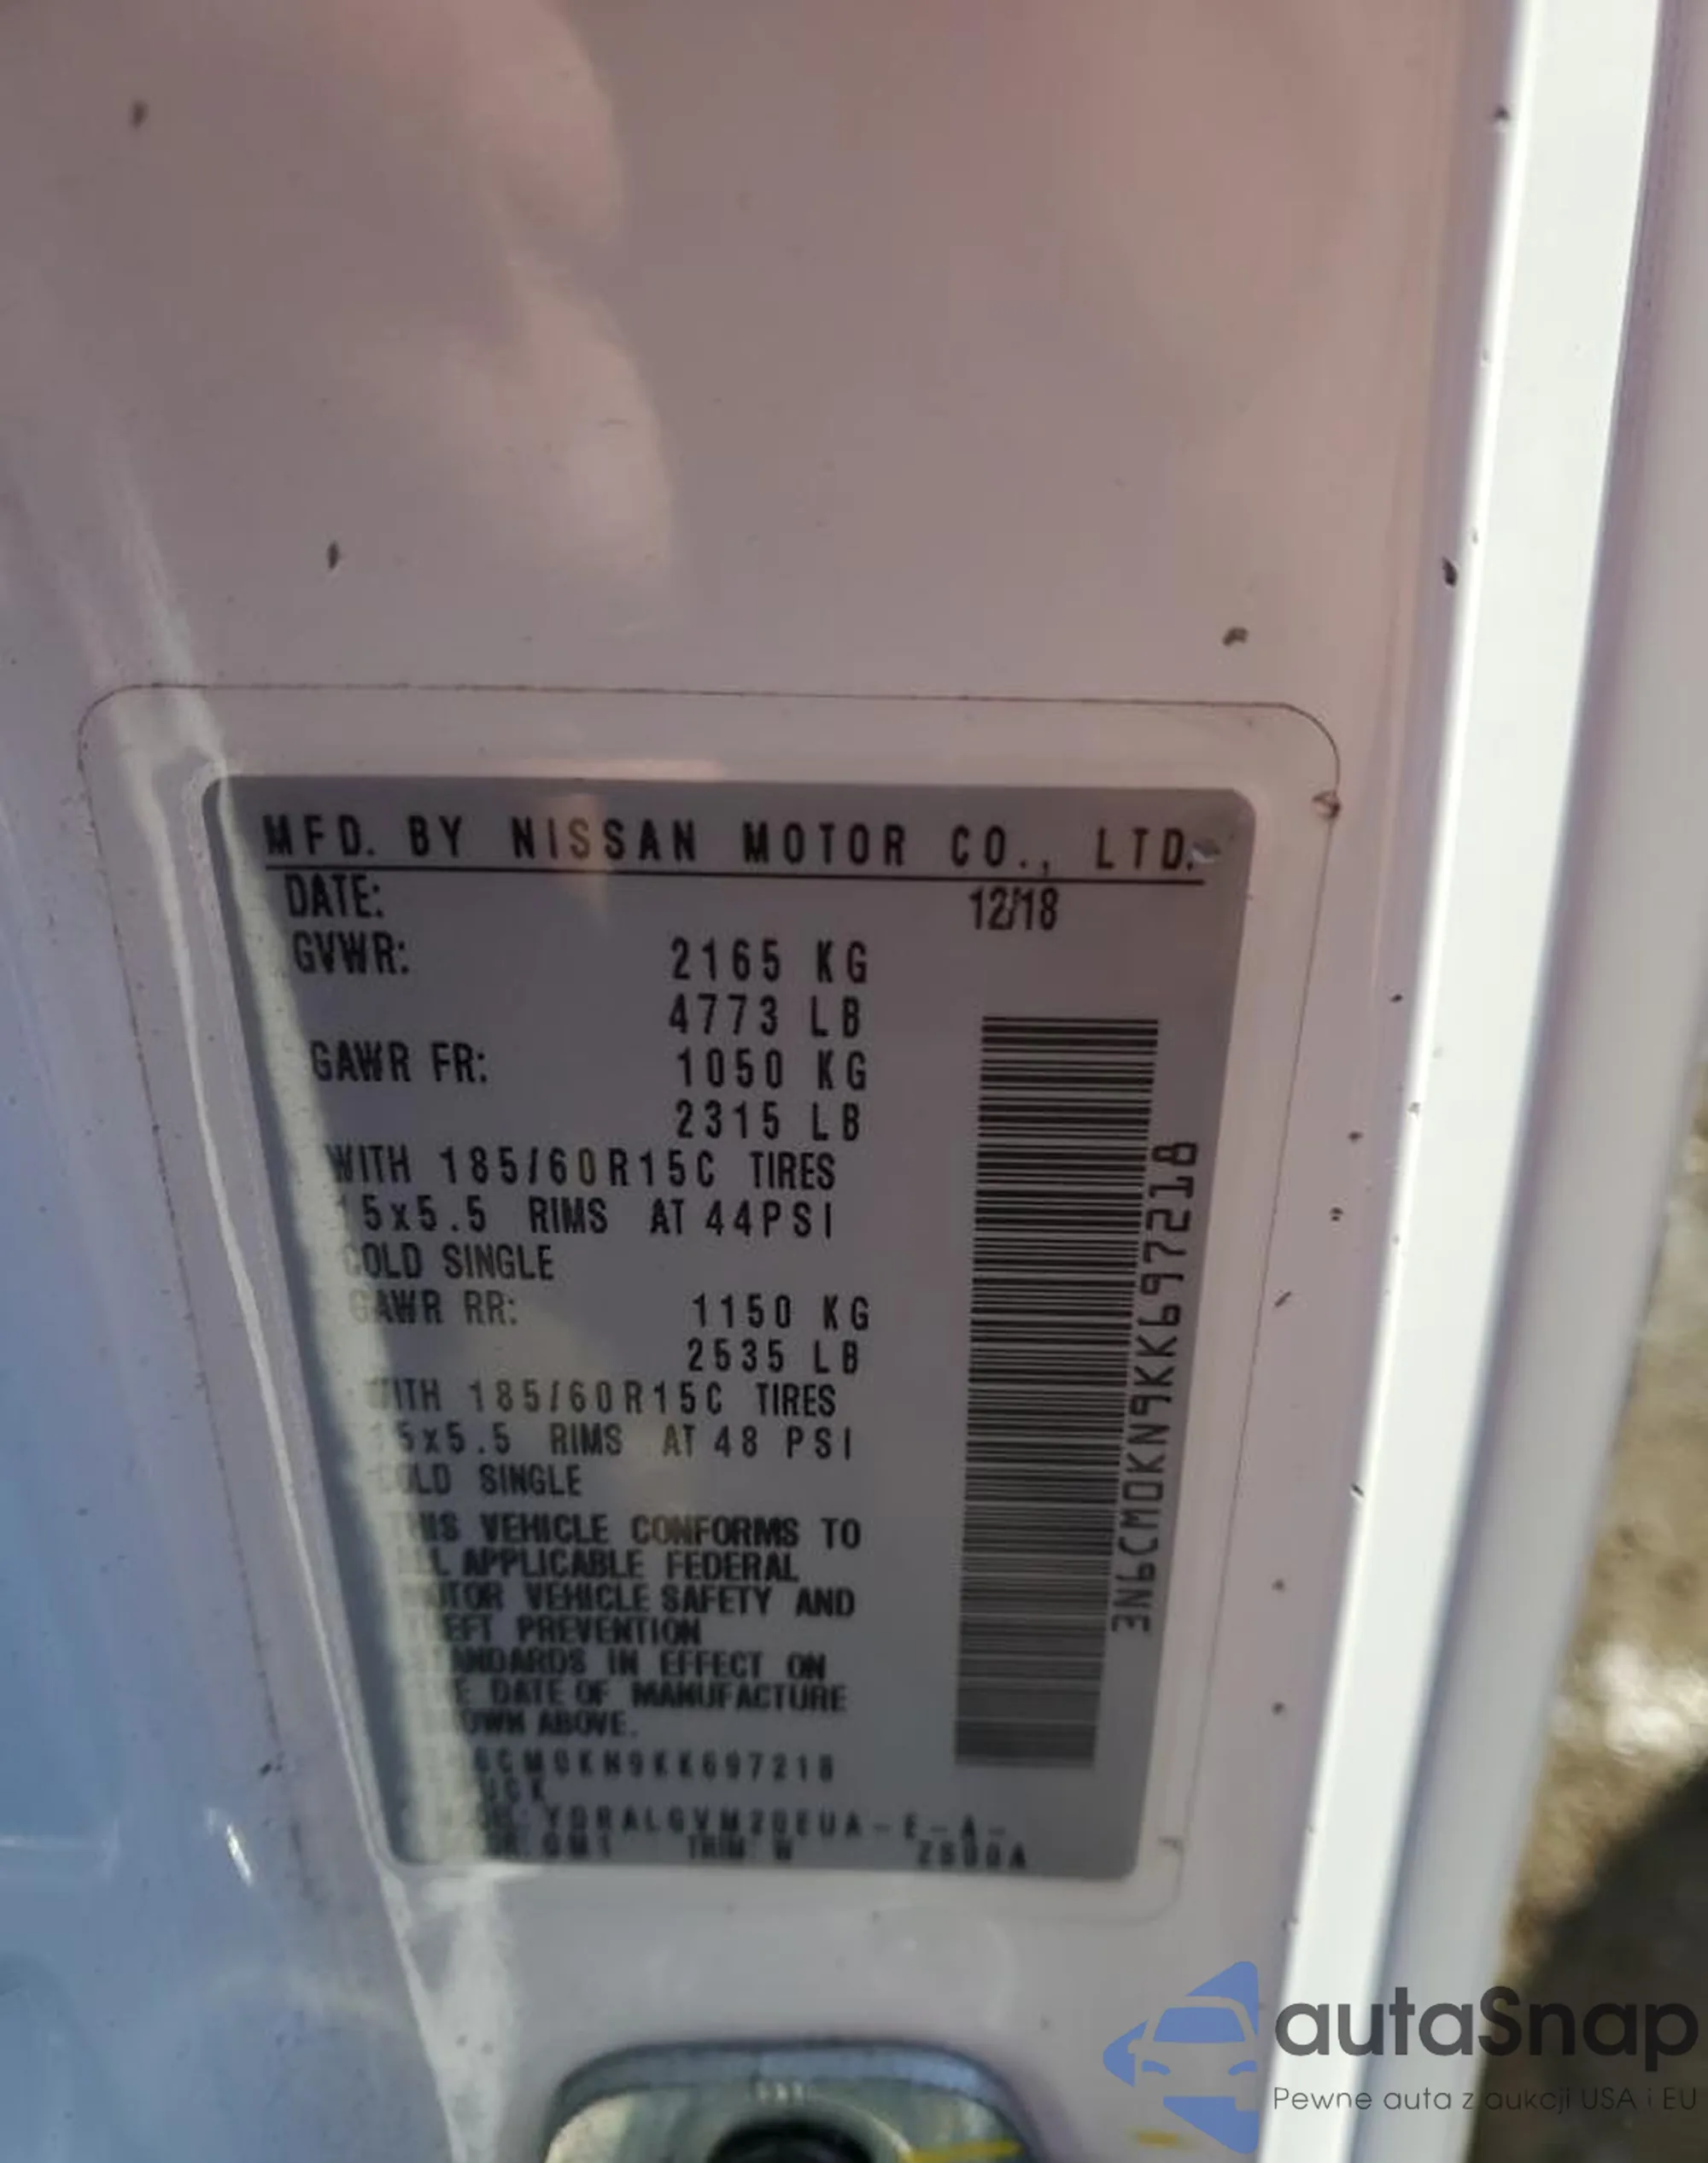 MFD. BY NISSAN MOTOR CO., LTD.
DATE: 12/18
GVWR: 2165 KG
4773 LB
GAWR FR: 1050 KG
2315 LB
WITH 185/60R15C TIRES
15x5.5 RIMS AT 44PSI
COLD SINGLE
GAWR RR: 1150 KG
2535 LB
WITH 185/60R15C TIRES
15x5.5 RIMS AT 48 PSI
COLD SINGLE
THIS VEHICLE CONFORMS TO
ALL APPLICABLE FEDERAL
MOTOR VEHICLE SAFETY AND
THEFT PREVENTION
STANDARDS IN EFFECT ON
THE DATE OF MANUFACTURE
SHOWN ABOVE.
3N6CM0KN9KK697218
TRUCK
QM1 TRIM: W
3N6CM0KN9KK697218
autaSnap
Pewne auta z aukcji USA i EU